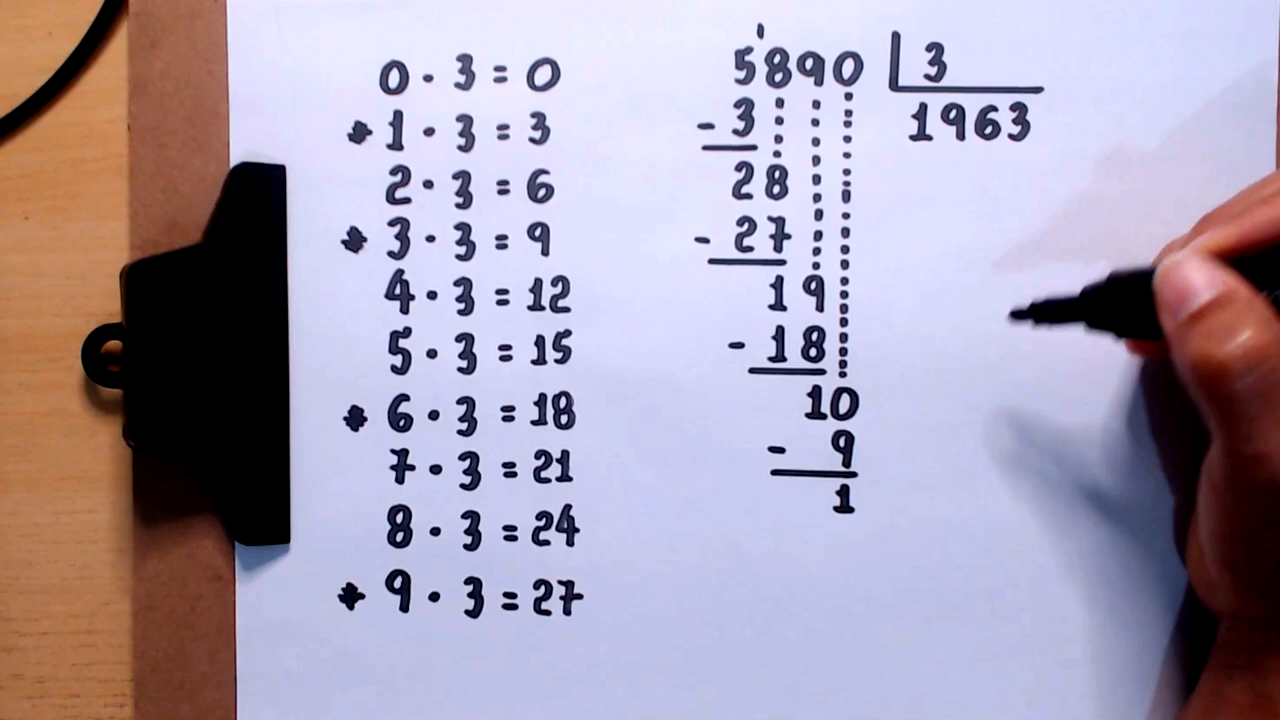 0 · 3 = 0
* 1 · 3 = 3
2 · 3 = 6
* 3 · 3 = 9
4 · 3 = 12
5 · 3 = 15
* 6 · 3 = 18
7 · 3 = 21
8 · 3 = 24
* 9 · 3 = 27
5'890 3
- 3 1963
28
- 27
19
- 18
10
- 9
1